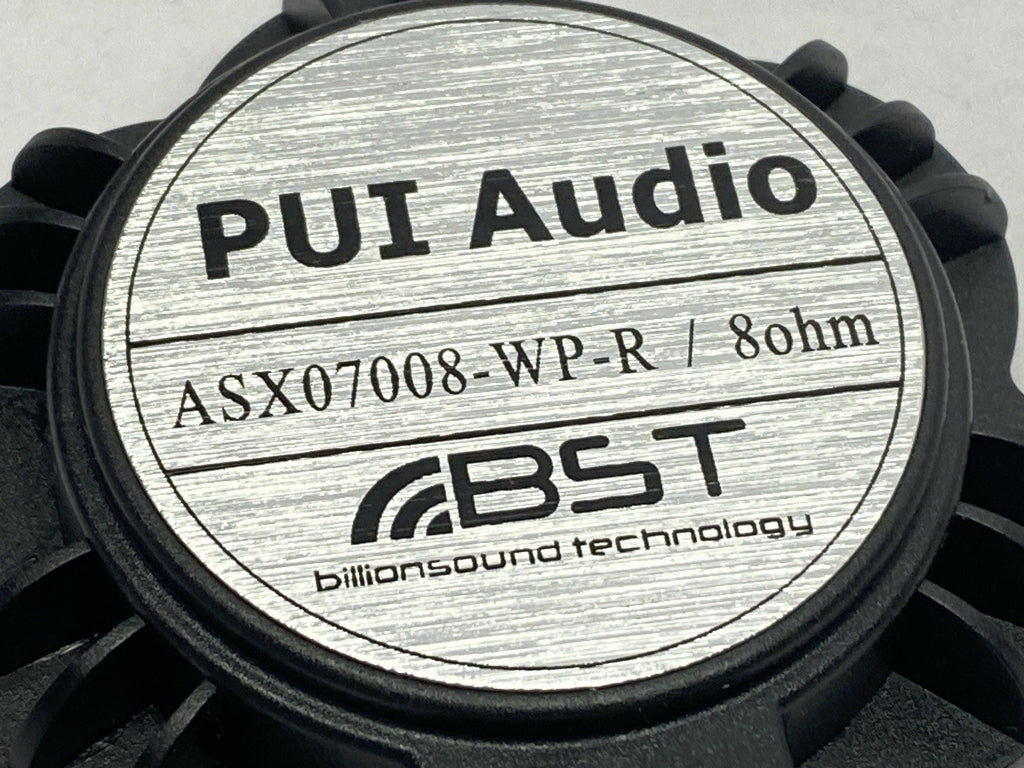 PUI Audio
ASX07008-WP-R / 8ohm
BST
billionsound technology